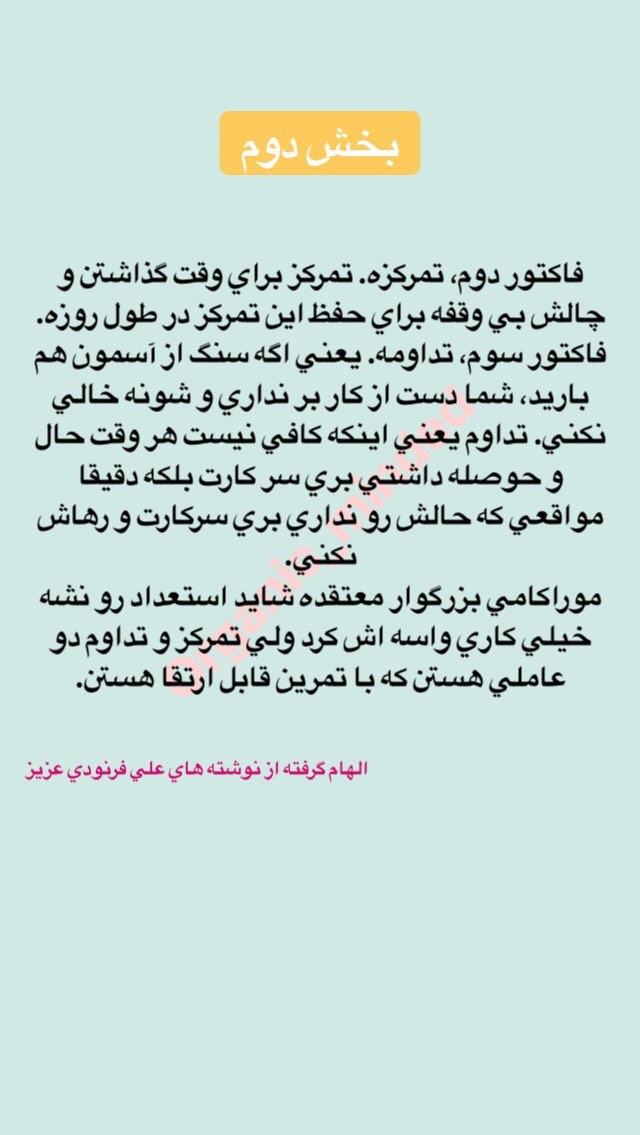 بخش دوم
فاكتور دوم، تمركزه. تمركز براي وقت گذاشتن و
چالش بي وقفه براي حفظ اين تمركز در طول روزه.
فاكتور سوم، تداومه. يعني اگه سنگ از آسمون هم
باريد، شما دست از كار بر نداري و شونه خالي
نكني. تداوم يعني اينكه كافي نيست هر وقت حال
و حوصله داشتي بري سر كارت بلكه دقيقا
مواقعي كه حالش رو نداري بري سركارت و رهاش
نكني.
موراكامي بزرگوار معتقده شايد استعداد رو نشه
خيلي كاري واسه اش كرد ولي تمركز و تداوم دو
عاملي هستن كه با تمرين قابل ارتقا هستن.
الهام گرفته از نوشته هاي علي فرنودي عزيز
Organic_minded